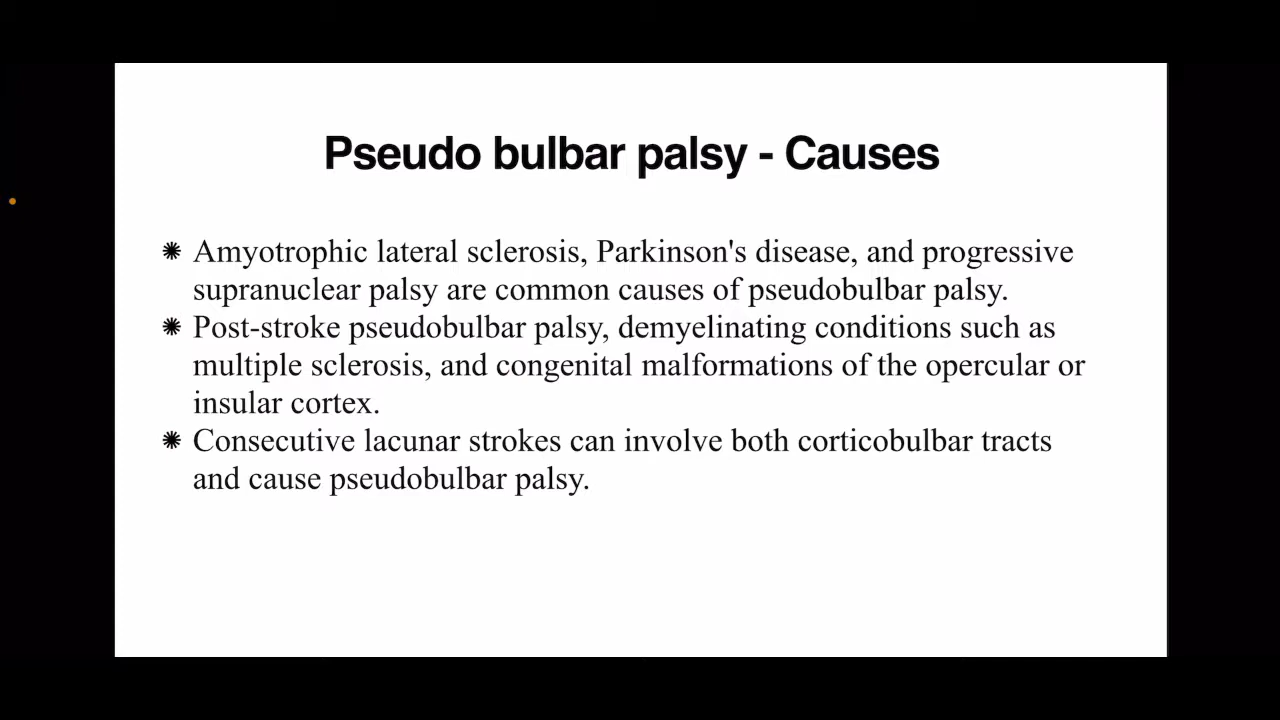 Pseudo bulbar palsy - Causes
Amyotrophic lateral sclerosis, Parkinson's disease, and progressive
supranuclear palsy are common causes of pseudobulbar palsy.
Post-stroke pseudobulbar palsy, demyelinating conditions such as
multiple sclerosis, and congenital malformations of the opercular or
insular cortex.
Consecutive lacunar strokes can involve both corticobulbar tracts
and cause pseudobulbar palsy.